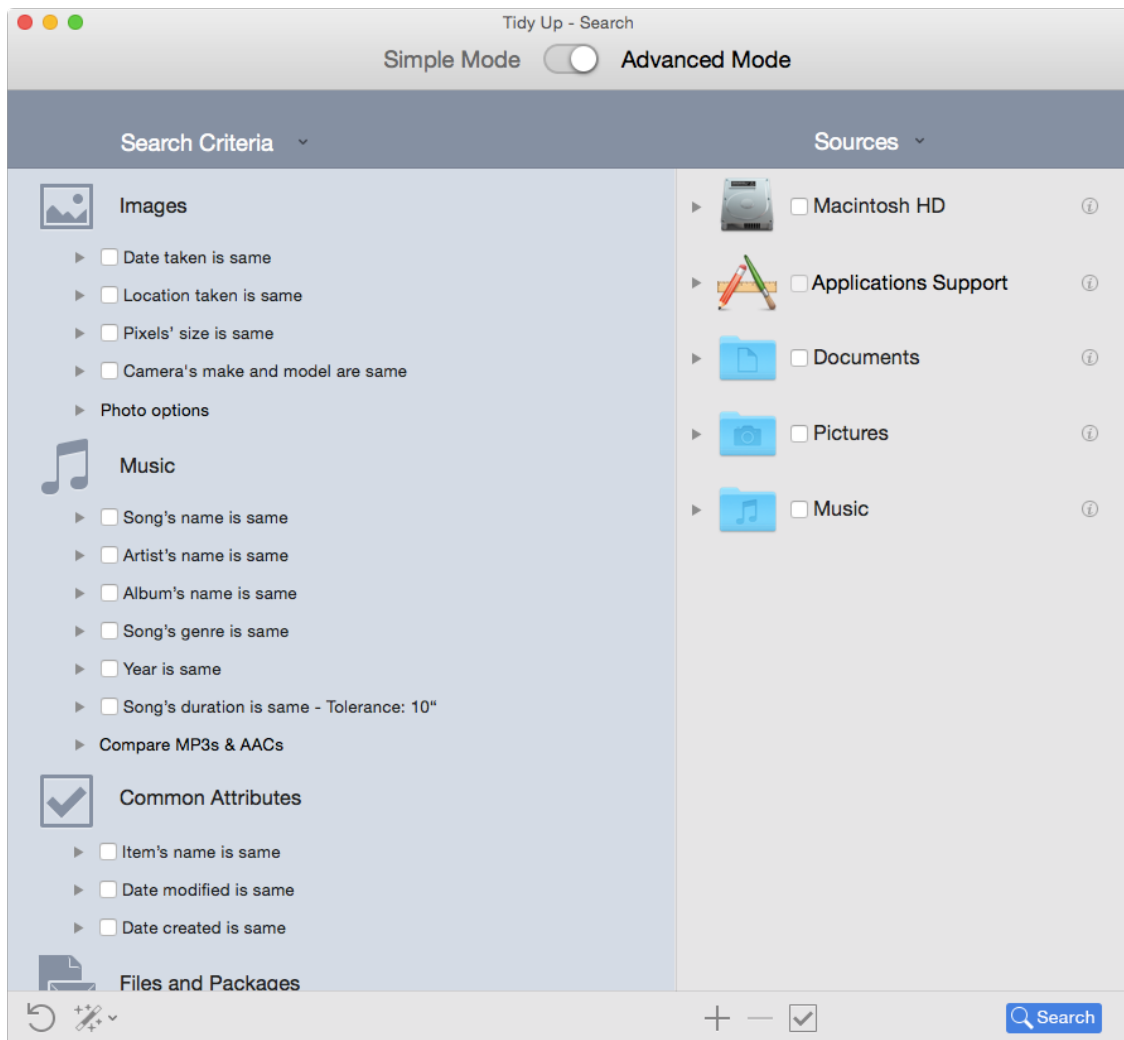 Tidy Up - Search
Simple Mode Advanced Mode
Search Criteria
Images
Date taken is same
Location taken is same
Pixels' size is same
Camera's make and model are same
Photo options
Music
Song's name is same
Artist's name is same
Album's name is same
Song's genre is same
Year is same
Song's duration is same - Tolerance: 10“
Compare MP3s & AACs
Common Attributes
Item's name is same
Date modified is same
Date created is same
Files and Packages
Sources
Macintosh HD
Applications Support
Documents
Pictures
Music
Search